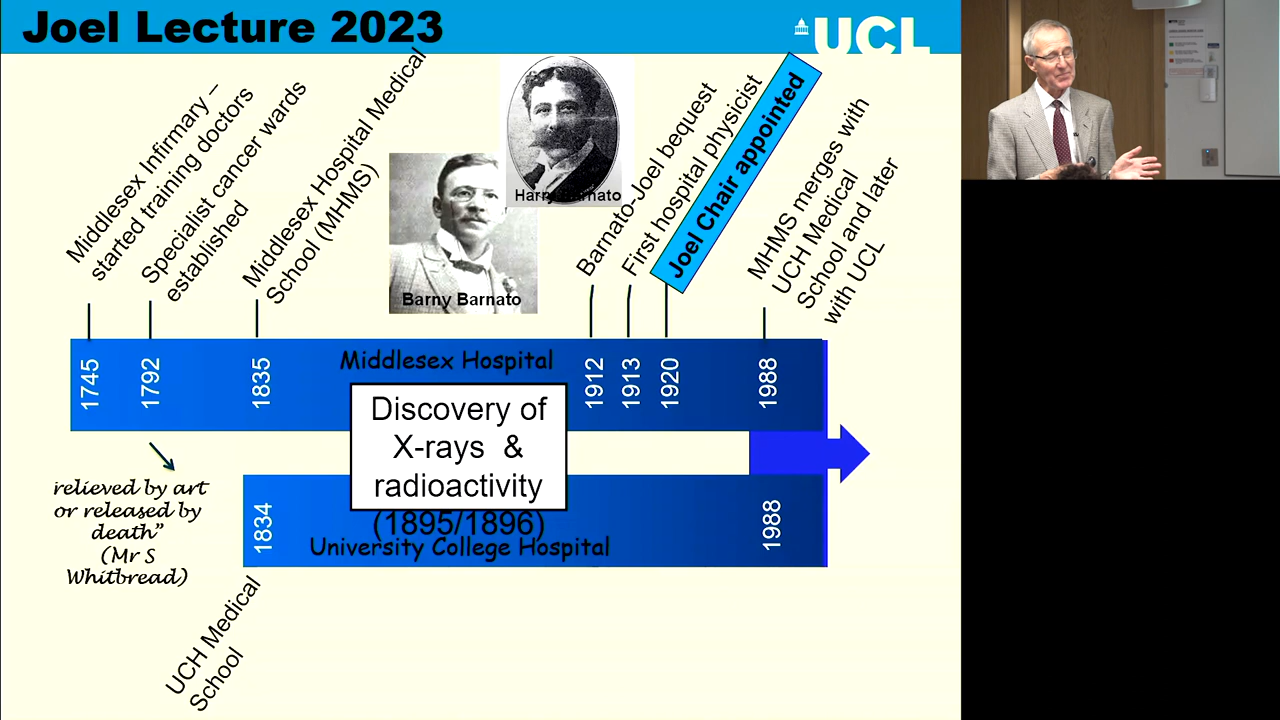 Joel Lecture 2023
UCL
Middlesex Infirmary –
started training doctors
Specialist cancer wards
established
Middlesex Hospital Medical
School (MHMS)
Harry Barnato
Barny Barnato
Barnato-Joel bequest
First hospital physicist
Joel Chair appointed
MHMS merges with
UCH Medical
School and later
with UCL
1745
1792
1835
Middlesex Hospital
1912
1913
1920
1988
Discovery of
X-rays &
radioactivity
(1895/1896)
relieved by art
or released by
death”
(Mr S
Whitbread)
1834
University College Hospital
1988
UCH Medical
School